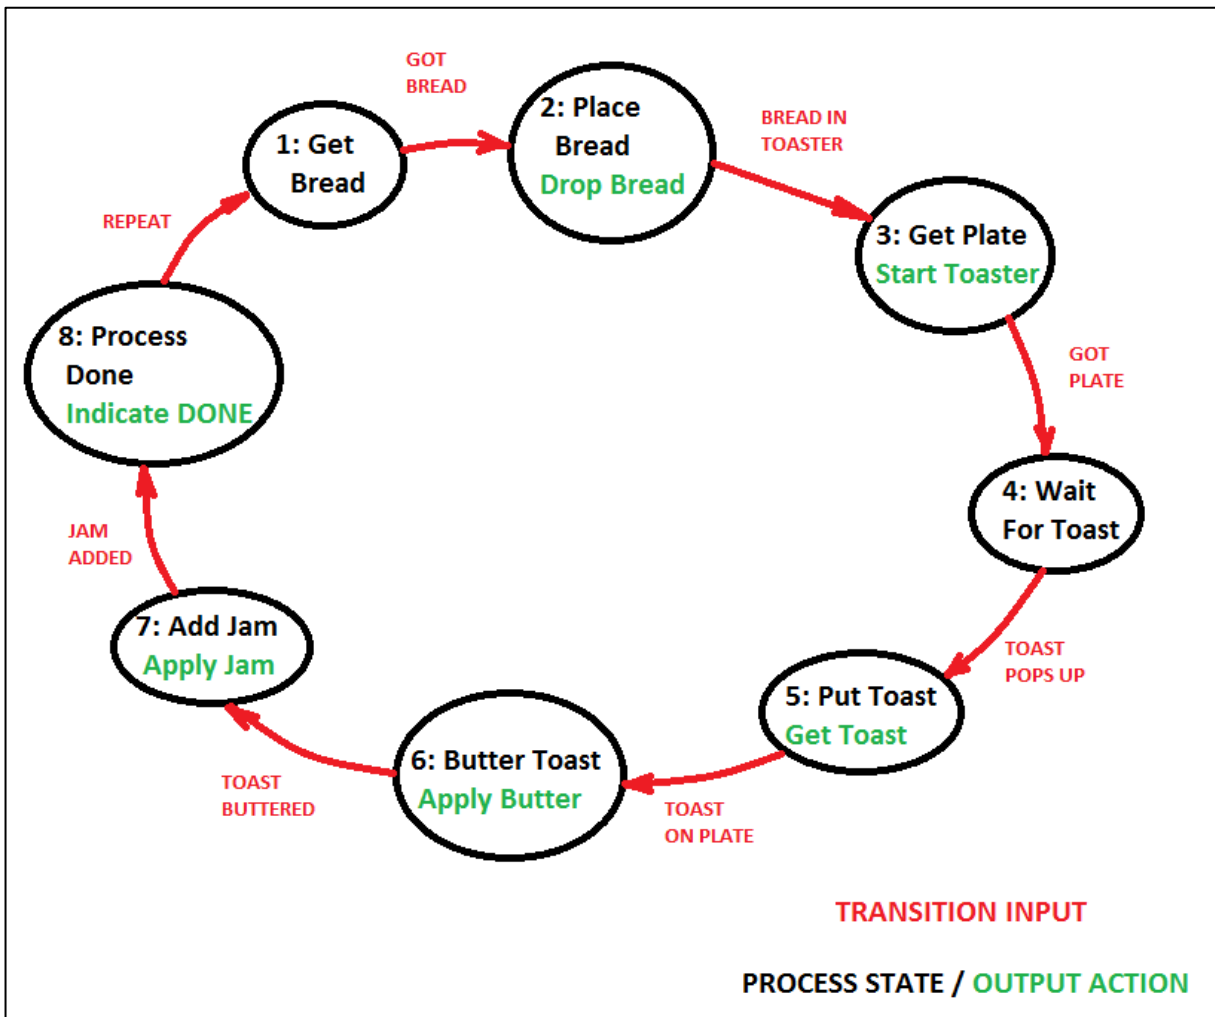 GOT
BREAD
1: Get
Bread
2: Place
Bread
Drop Bread
BREAD IN
TOASTER
3: Get Plate
Start Toaster
GOT
PLATE
4: Wait
For Toast
TOAST
POPS UP
5: Put Toast
Get Toast
TOAST
ON PLATE
6: Butter Toast
Apply Butter
TOAST
BUTTERED
7: Add Jam
Apply Jam
JAM
ADDED
8: Process
Done
Indicate DONE
REPEAT
TRANSITION INPUT
PROCESS STATE / OUTPUT ACTION